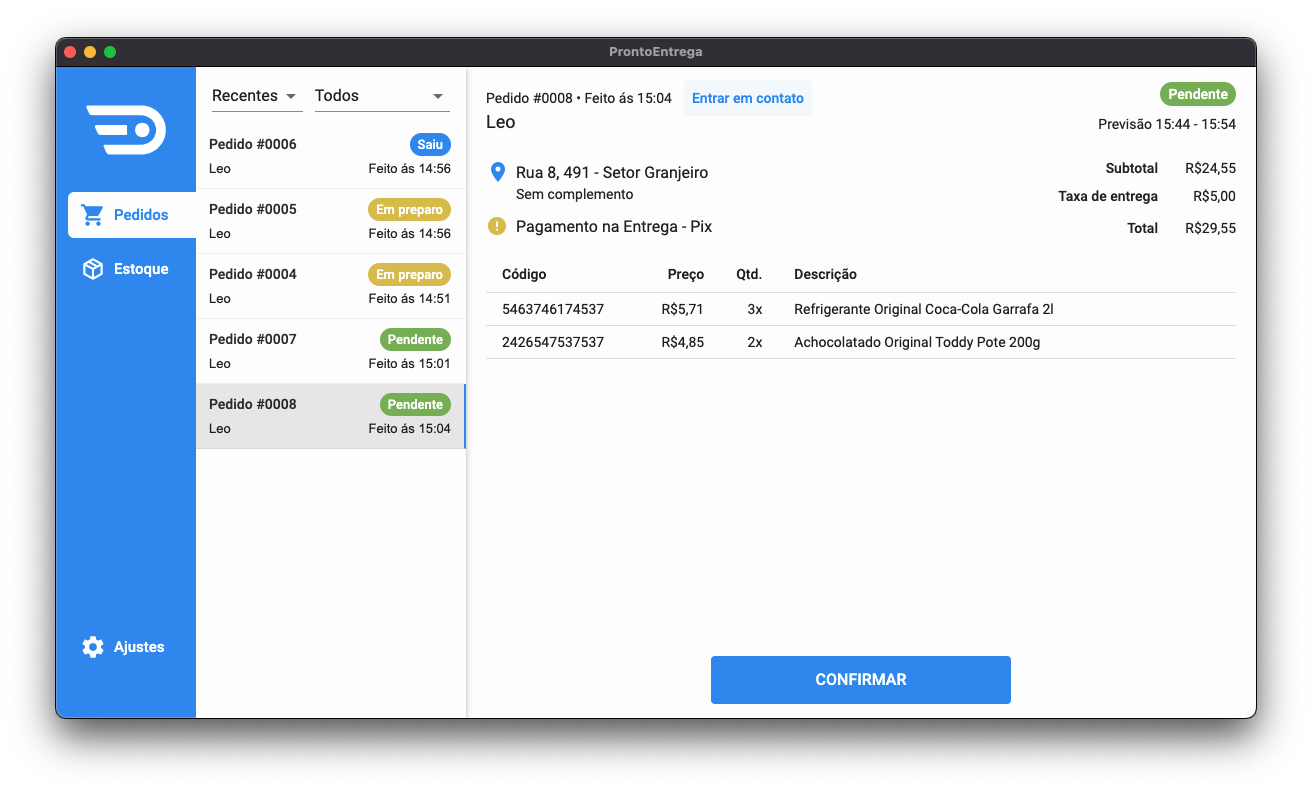 ProntoEntrega
Pedidos
Estoque
Ajustes
Recentes Todos
Pedido #0006 Saiu
Leo Feito ás 14:56
Pedido #0005 Em preparo
Leo Feito ás 14:56
Pedido #0004 Em preparo
Leo Feito ás 14:51
Pedido #0007 Pendente
Leo Feito ás 15:01
Pedido #0008 Pendente
Leo Feito ás 15:04
Pedido #0008 • Feito ás 15:04 Entrar em contato
Leo
Pendente
Previsão 15:44 - 15:54
Rua 8, 491 - Setor Granjeiro
Sem complemento
Pagamento na Entrega - Pix
Subtotal R$24,55
Taxa de entrega R$5,00
Total R$29,55
Código Preço Qtd. Descrição
5463746174537 R$5,71 3x Refrigerante Original Coca-Cola Garrafa 2l
2426547537537 R$4,85 2x Achocolatado Original Toddy Pote 200g
CONFIRMAR